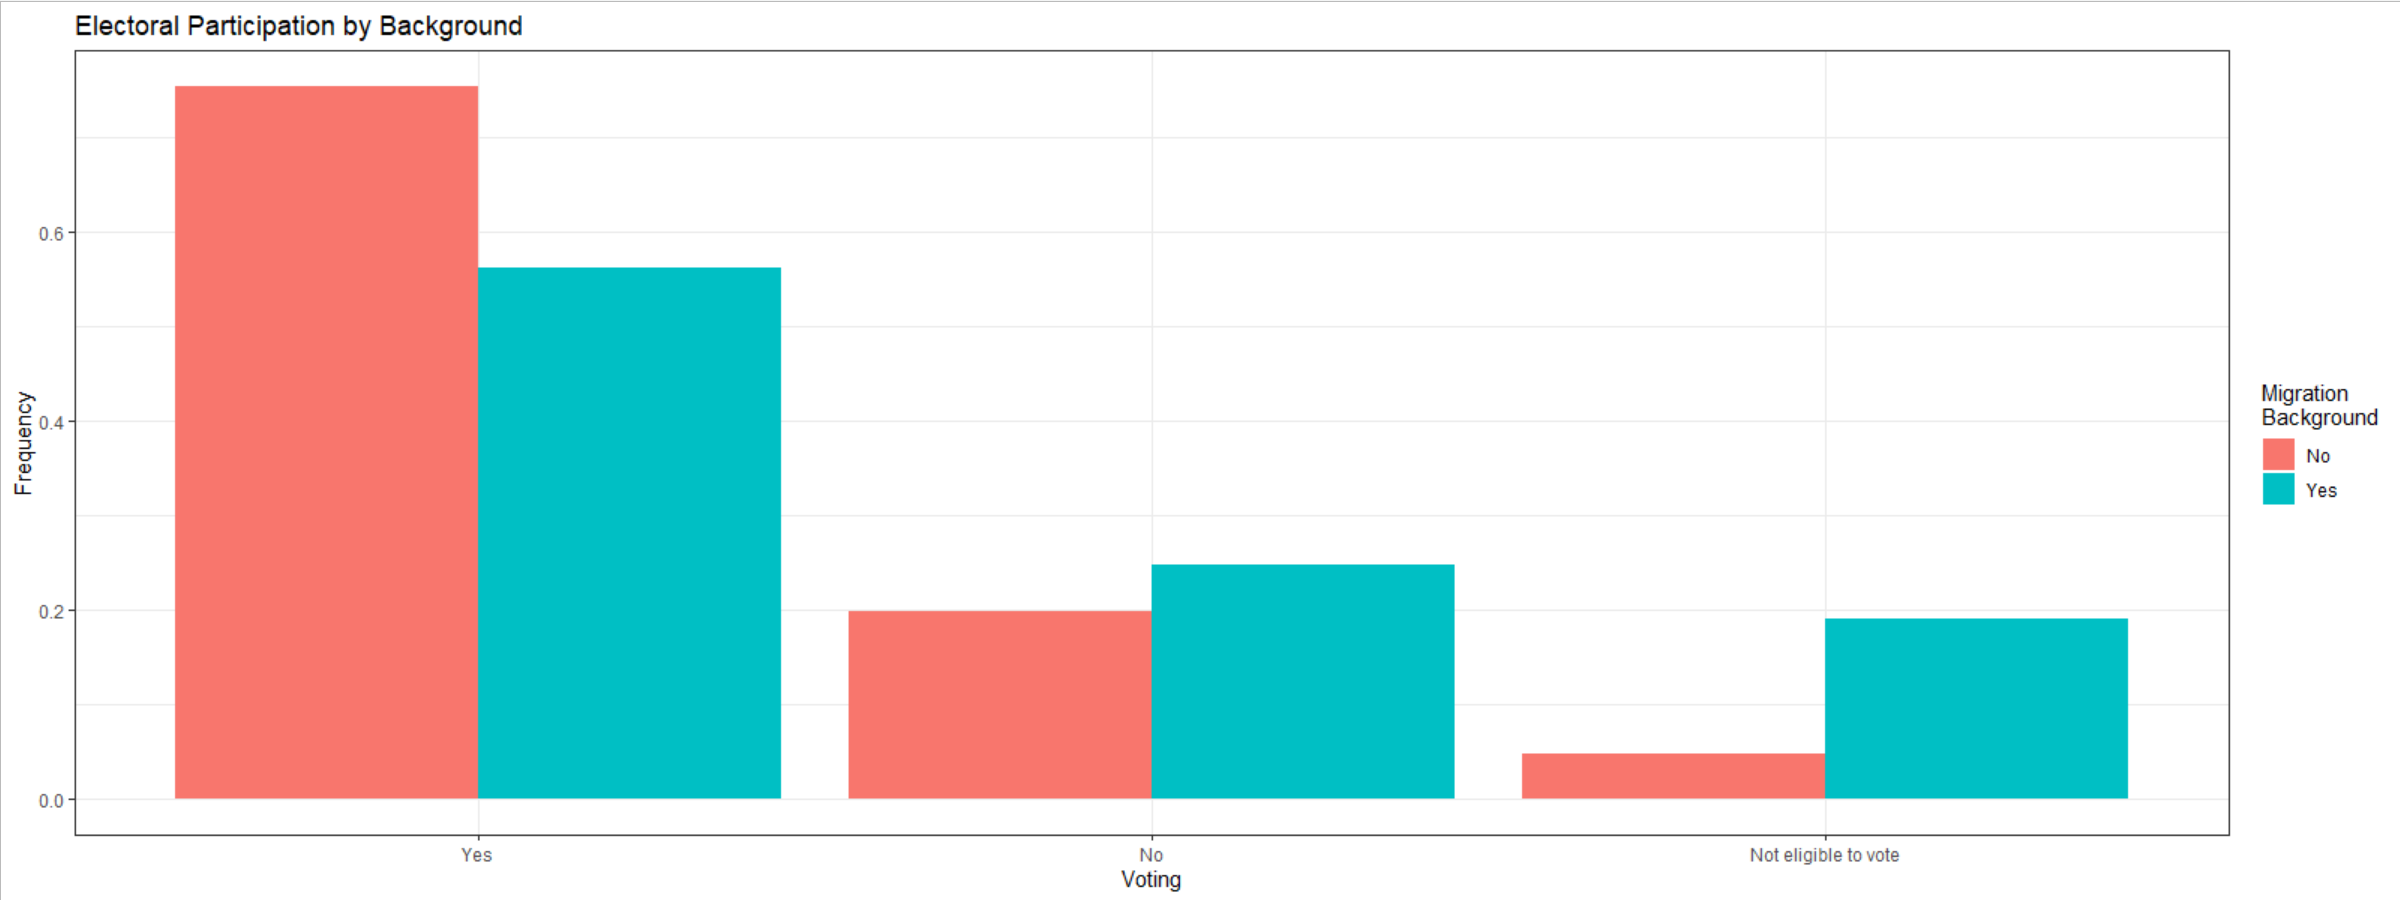 Electoral Participation by Background
Frequency
0.6
0.4
0.2
0.0
Yes
No
Not eligible to vote
Voting
Migration
Background
No
Yes